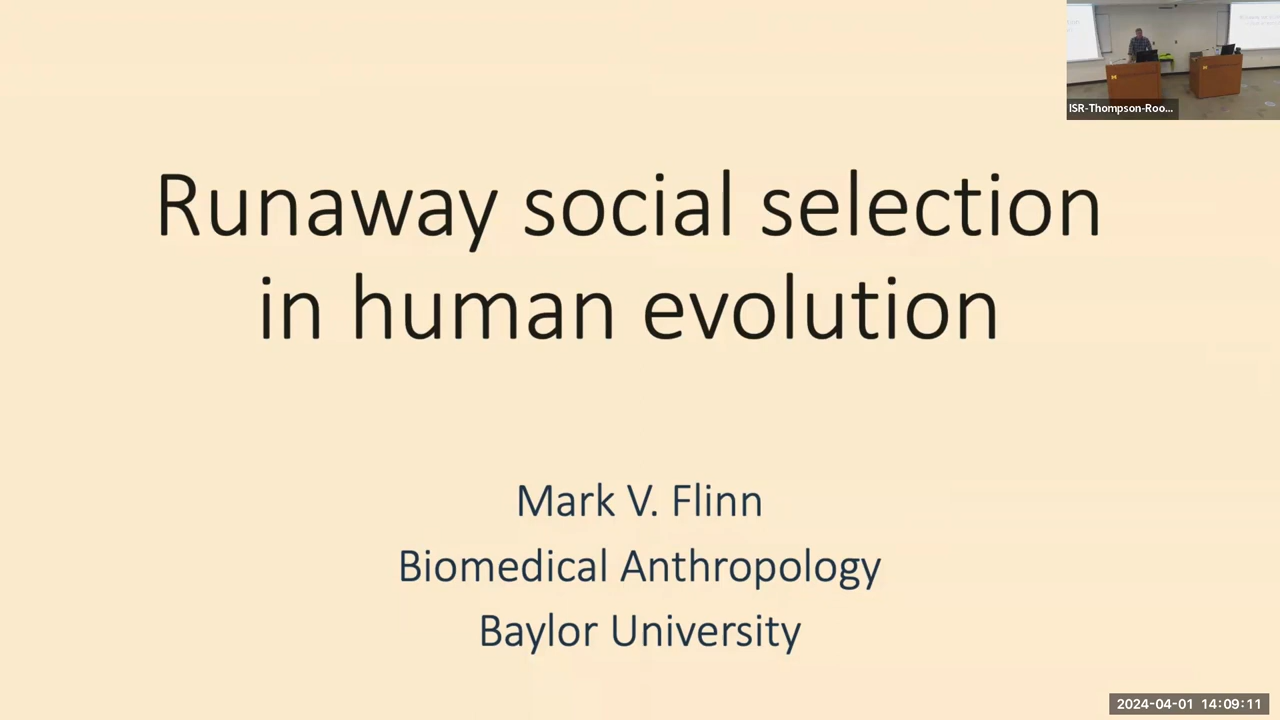 ISR-Thompson-Roo...
Runaway social selection
in human evolution
Mark V. Flinn
Biomedical Anthropology
Baylor University
2024-04-01 14:09:11